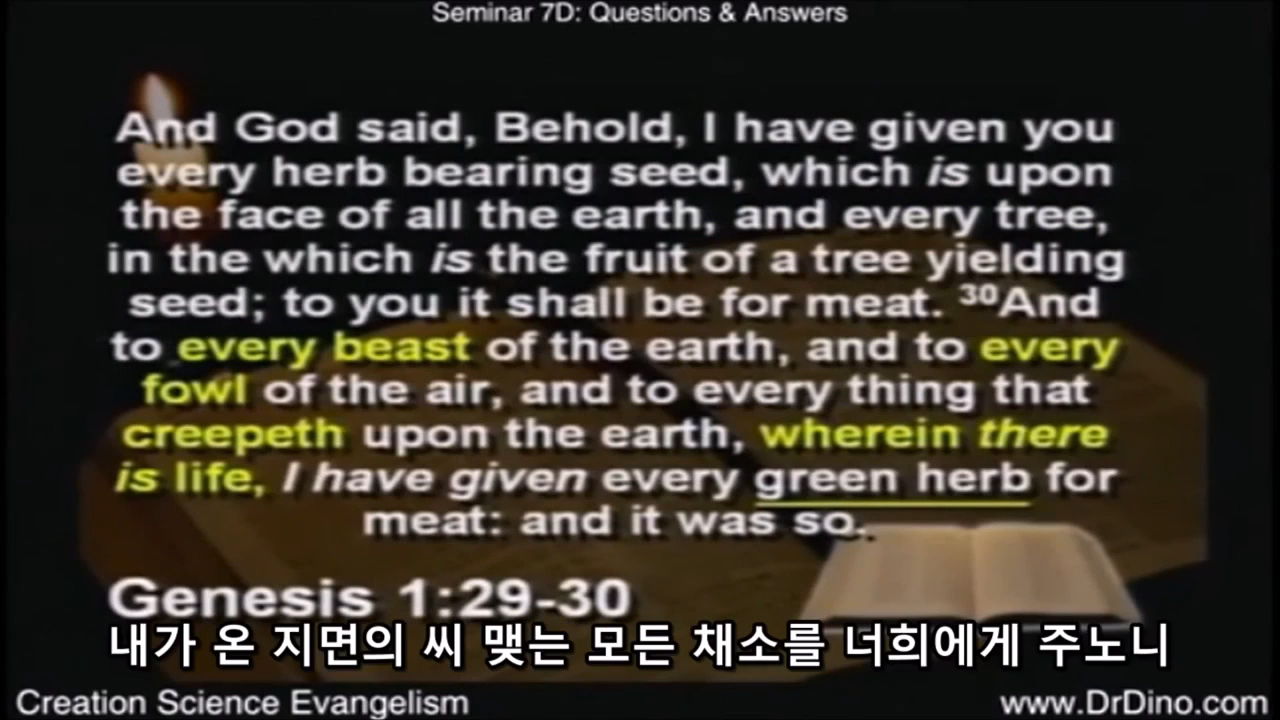 Seminar 7D: Questions & Answers
And God said, Behold, I have given you
every herb bearing seed, which is upon
the face of all the earth, and every tree,
in the which is the fruit of a tree yielding
seed; to you it shall be for meat. ³⁰And
to every beast of the earth, and to every
fowl of the air, and to every thing that
creepeth upon the earth, wherein there
is life, I have given every green herb for
meat: and it was so.
Genesis 1:29-30
내가 온 지면의 씨 맺는 모든 채소를 너희에게 주노니
Creation Science Evangelism
www.DrDino.com